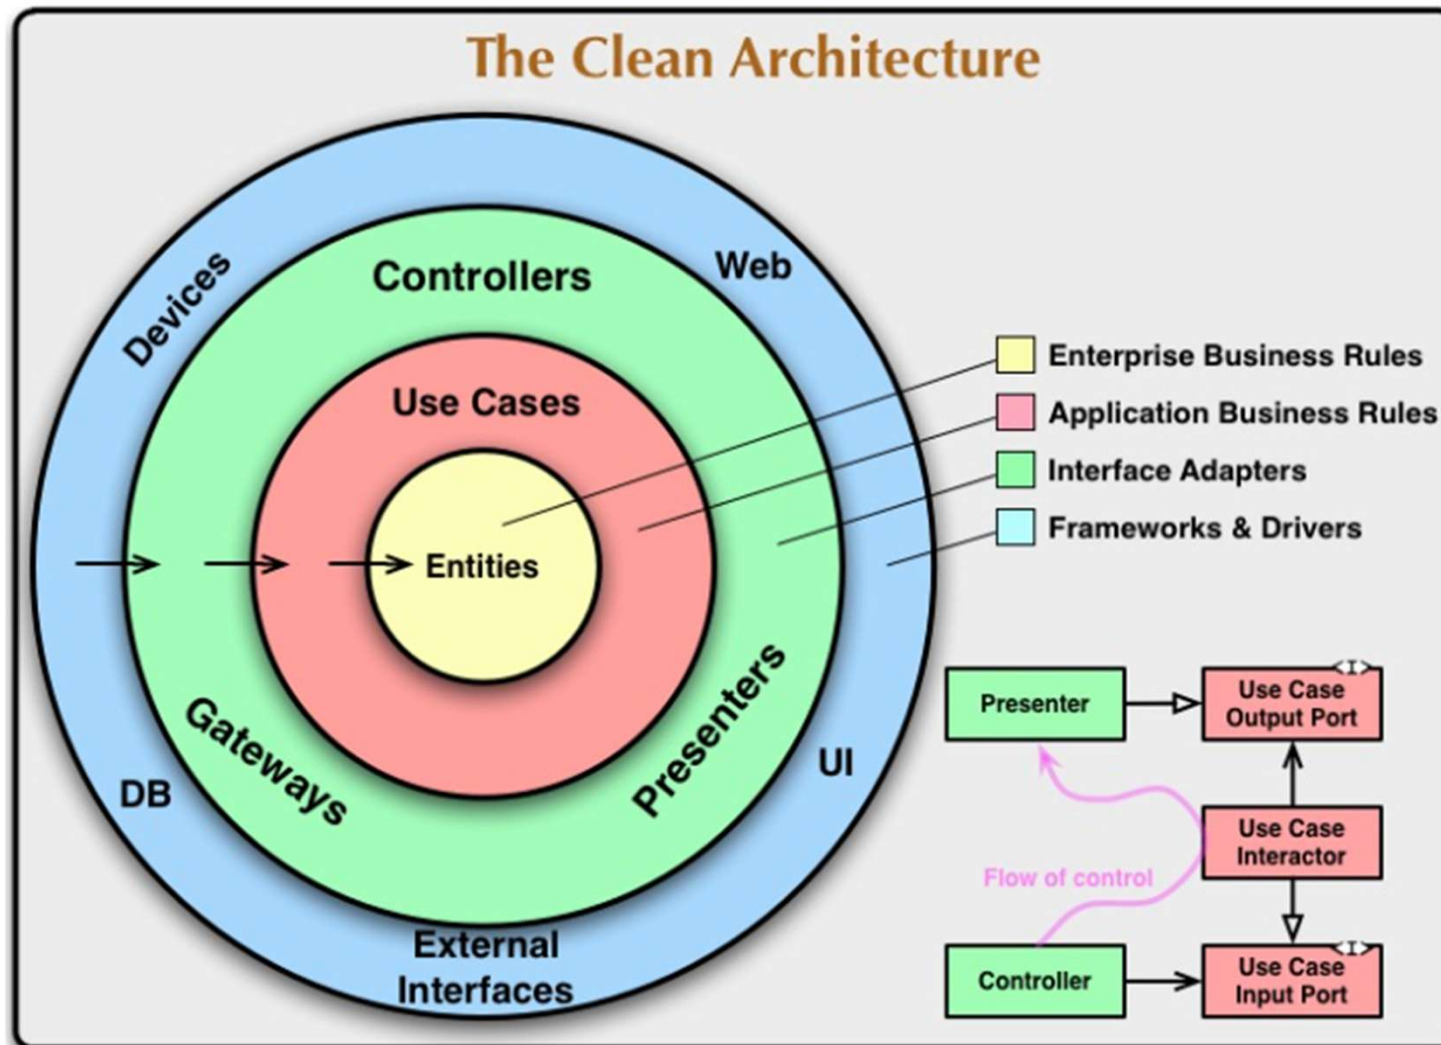 The Clean Architecture
Devices
Controllers
Web
Use Cases
Entities
Gateways
Presenters
DB
UI
External
Interfaces
Enterprise Business Rules
Application Business Rules
Interface Adapters
Frameworks & Drivers
Presenter
<I>
Use Case
Output Port
Use Case
Interactor
Flow of control
Controller
<I>
Use Case
Input Port